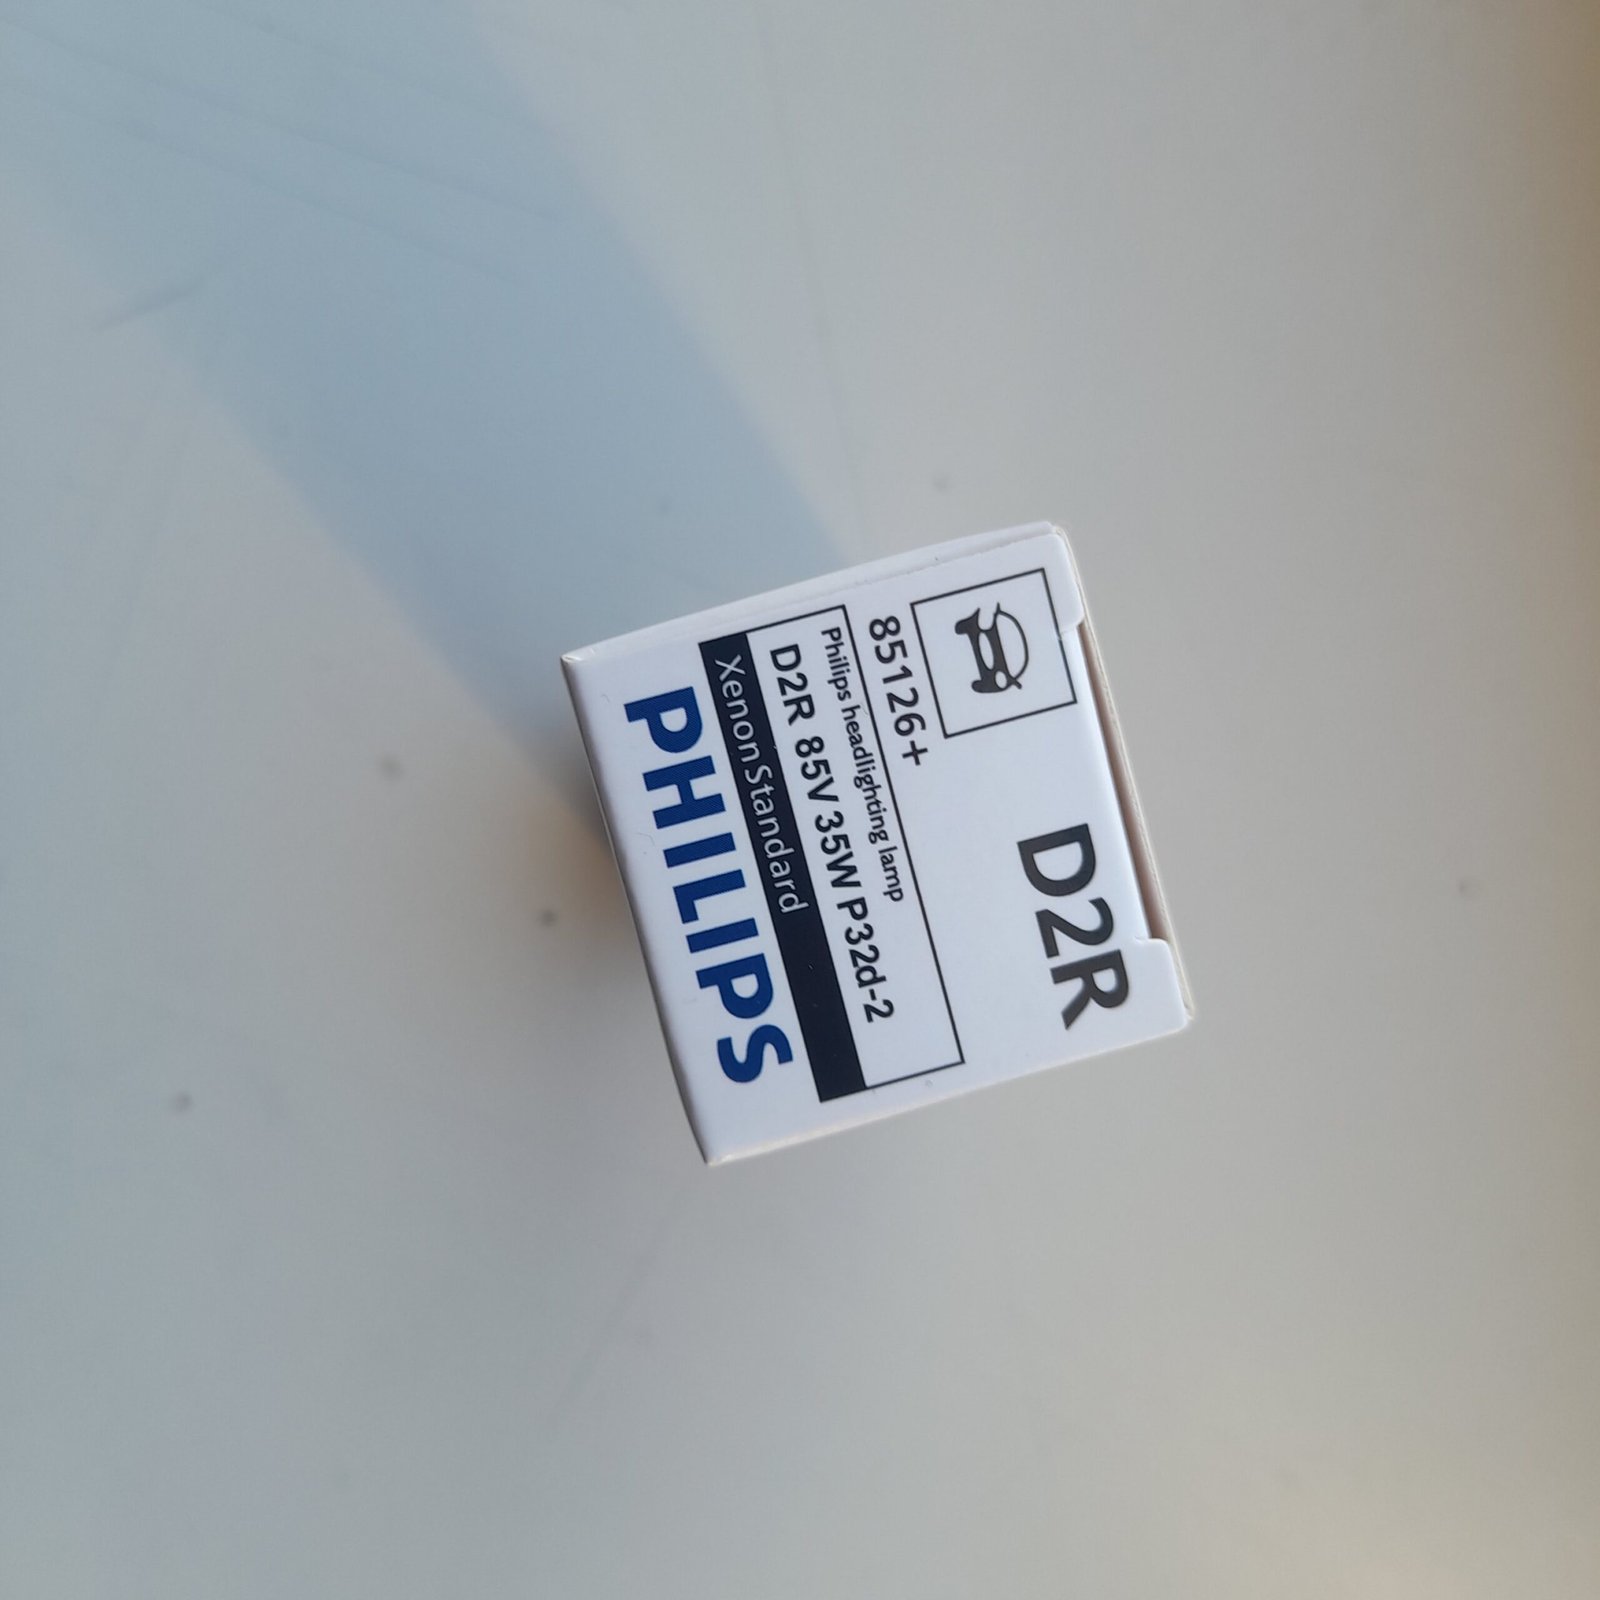 PHILIPS
Xenon Standard
D2R 85V 35W P32d-2
Philips headlighting lamp
85126+
D2R